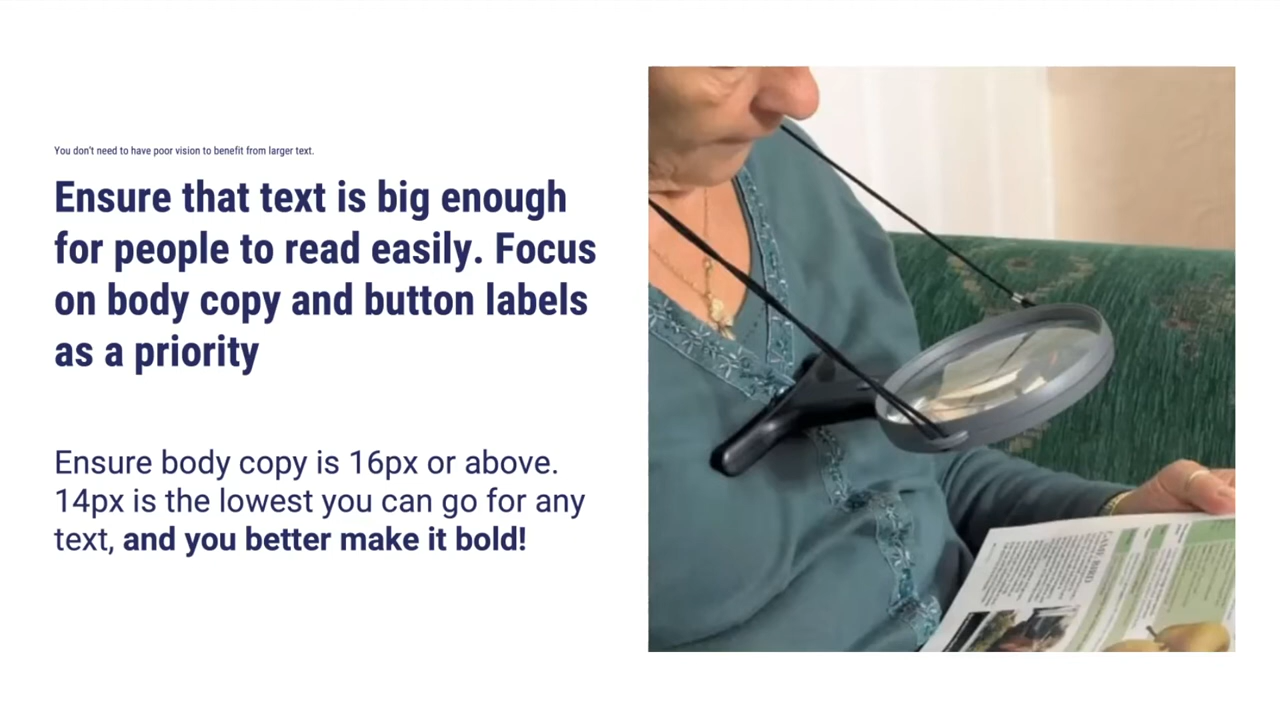 You don't need to have poor vision to benefit from larger text.
Ensure that text is big enough
for people to read easily. Focus
on body copy and button labels
as a priority
Ensure body copy is 16px or above.
14px is the lowest you can go for any
text, and you better make it bold!